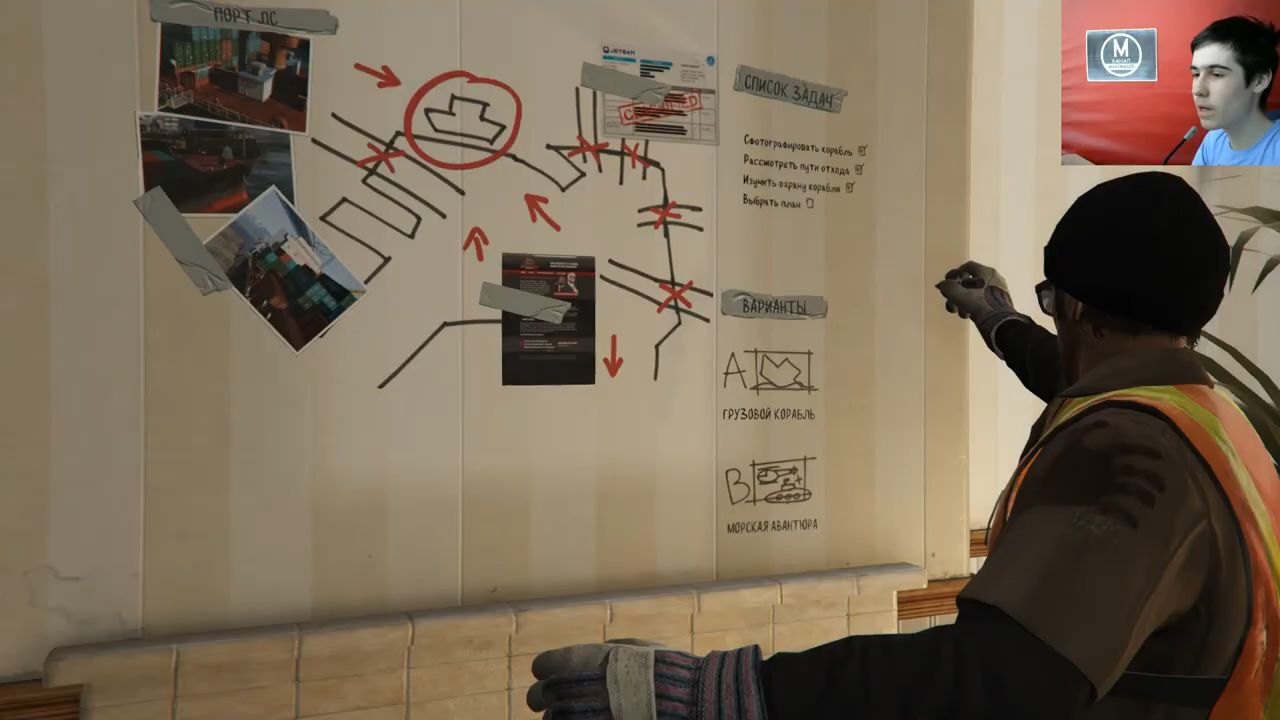 ПОРТ ЛС
JETSAM
СПИСОК ЗАДАЧ
Сфотографировать корабль
Рассмотреть пути отхода
Изучить охрану корабля
Выбрать план
ВАРИАНТЫ
A
ГРУЗОВОЙ КОРАБЛЬ
B
МОРСКАЯ АВАНТЮРА
M
КАНАЛ